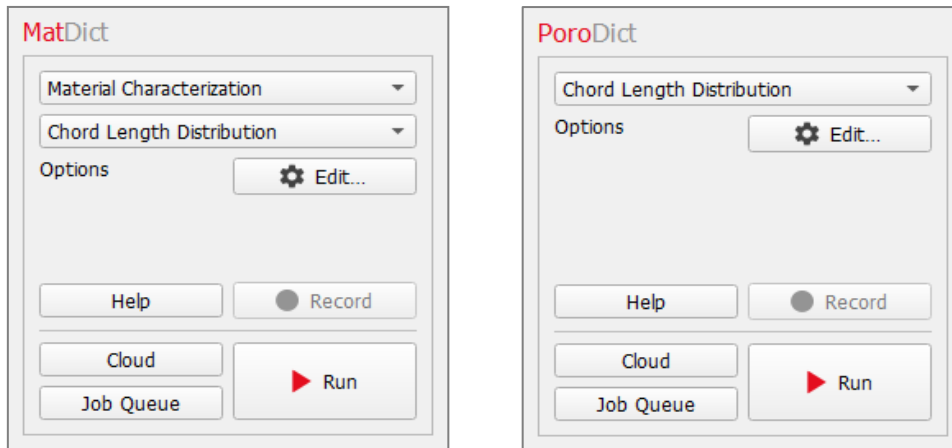 MatDict
Material Characterization
Chord Length Distribution
Options
Edit...
Help
Record
Cloud
Run
Job Queue
PoroDict
Chord Length Distribution
Options
Edit...
Help
Record
Cloud
Run
Job Queue